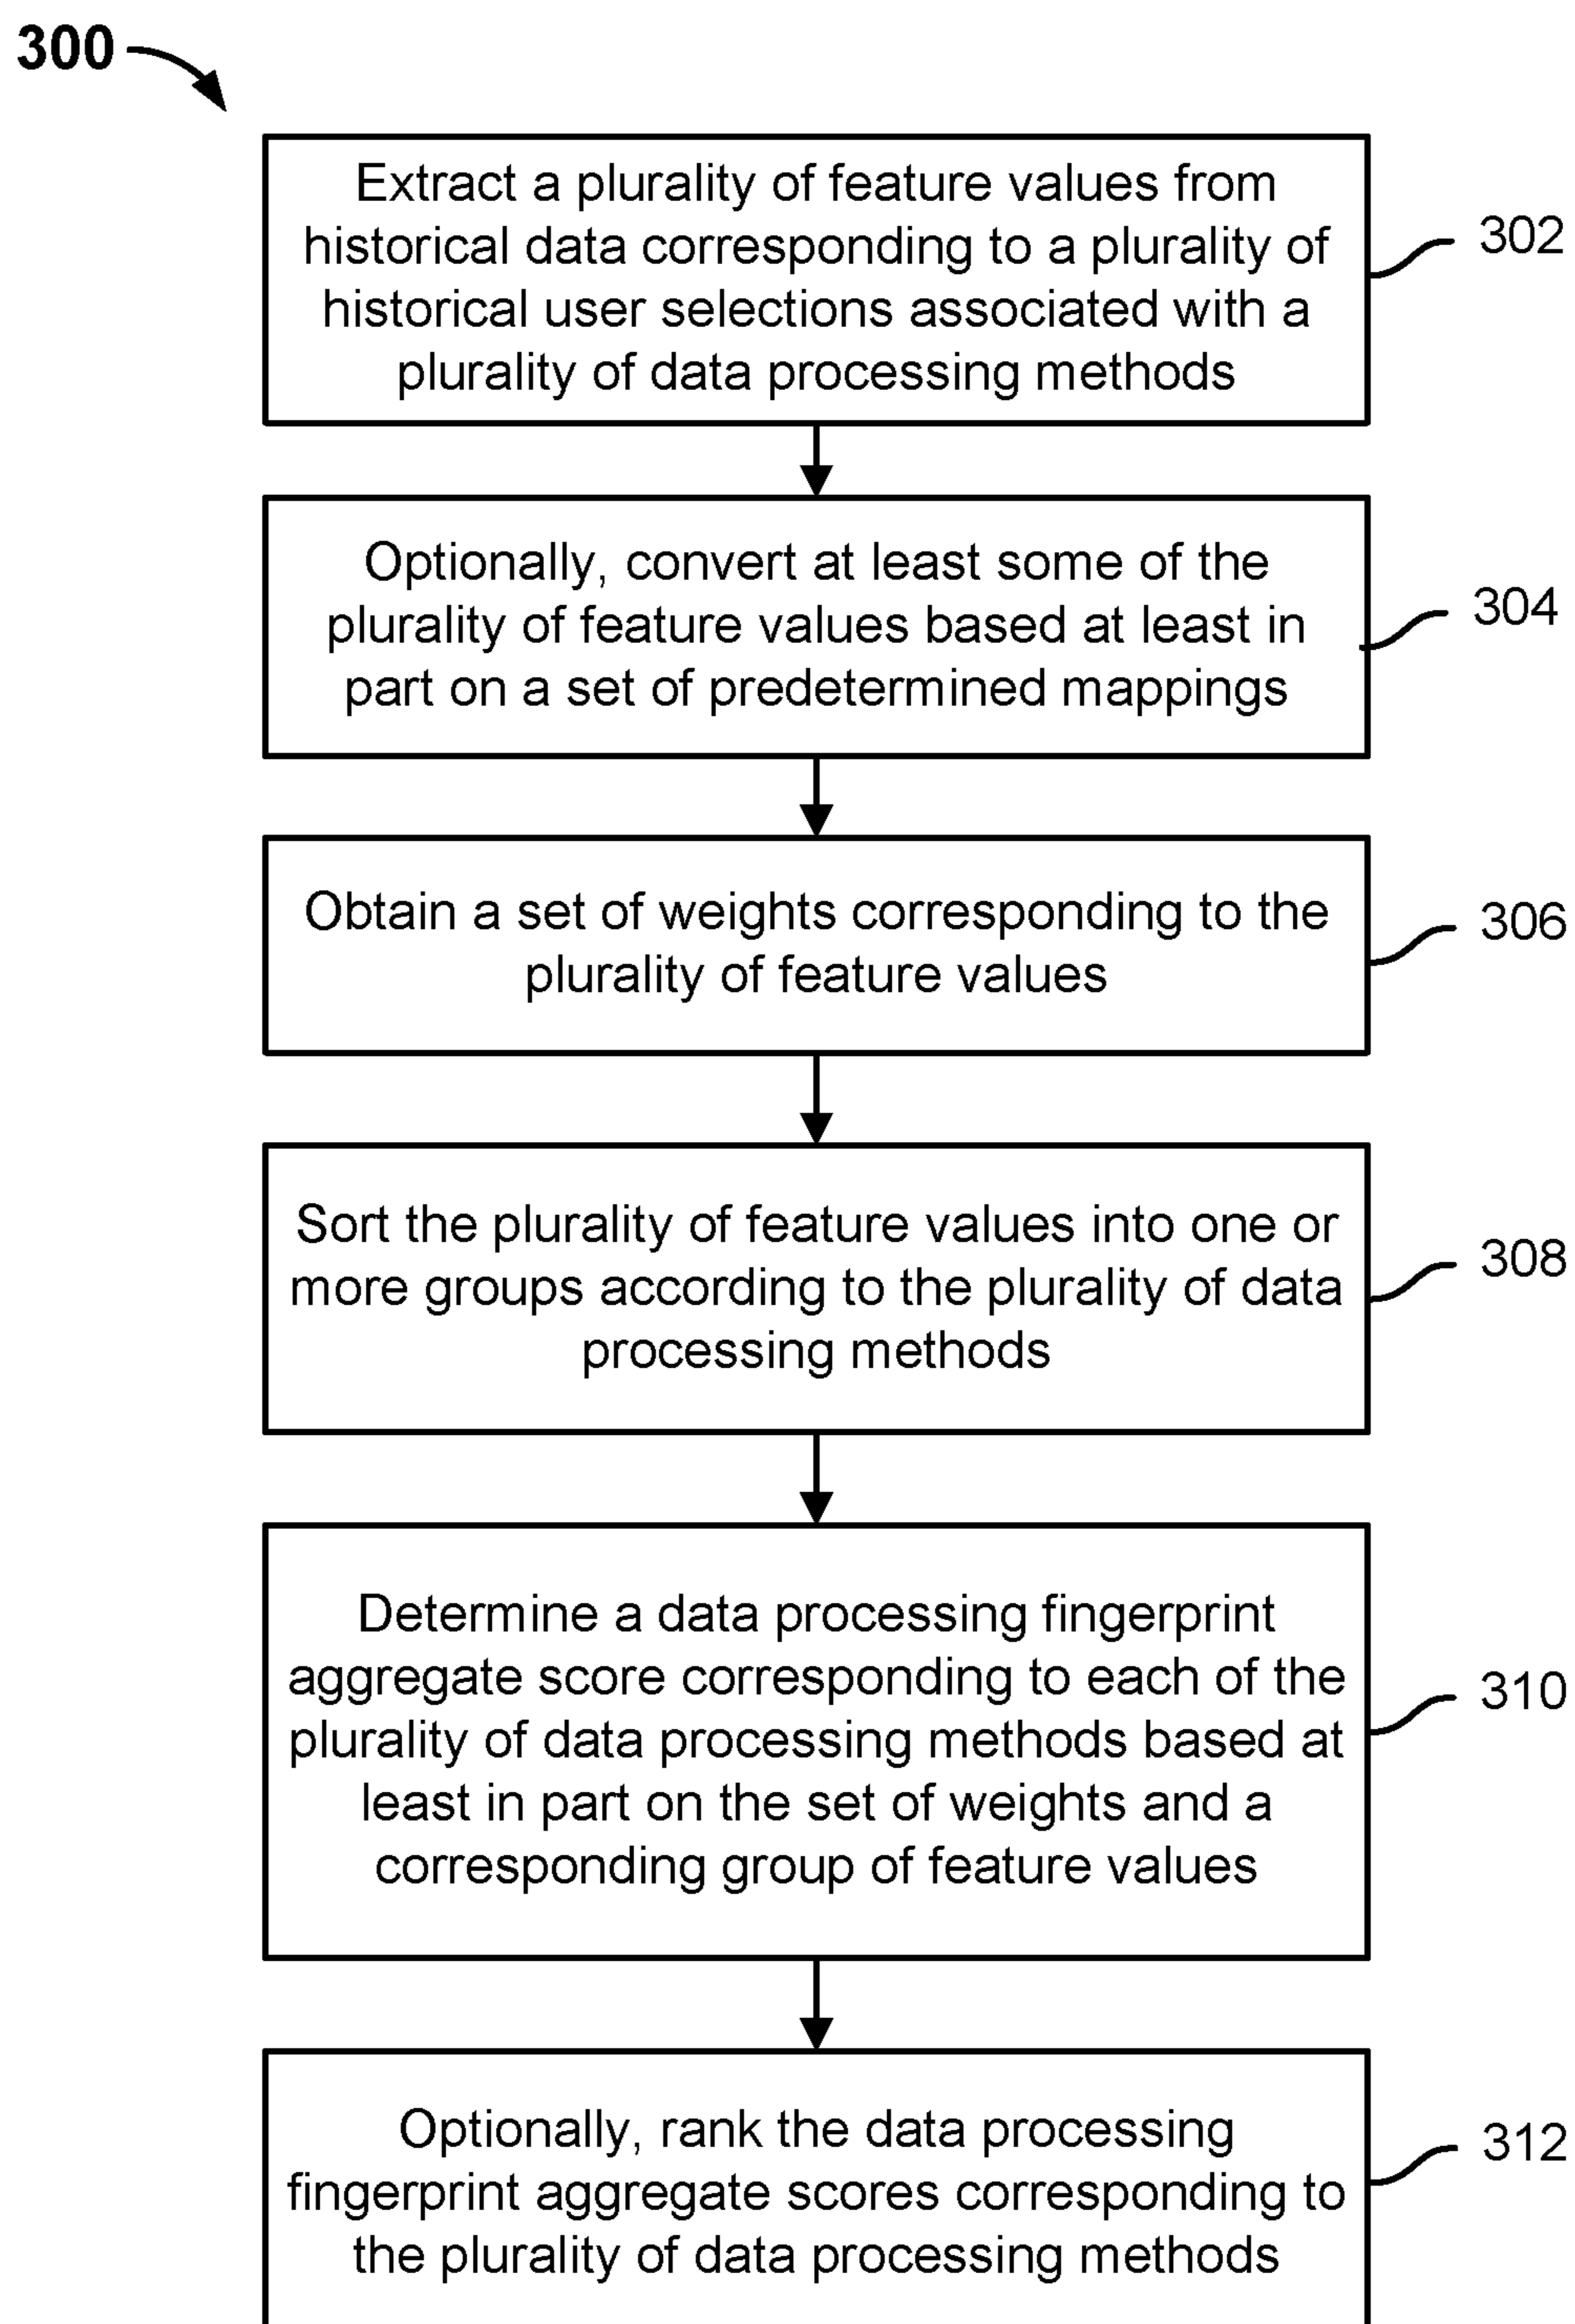 300
Extract a plurality of feature values from
historical data corresponding to a plurality of
historical user selections associated with a
plurality of data processing methods
302
Optionally, convert at least some of the
plurality of feature values based at least in
part on a set of predetermined mappings
304
Obtain a set of weights corresponding to the
plurality of feature values
306
Sort the plurality of feature values into one or
more groups according to the plurality of data
processing methods
308
Determine a data processing fingerprint
aggregate score corresponding to each of the
plurality of data processing methods based at
least in part on the set of weights and a
corresponding group of feature values
310
Optionally, rank the data processing
fingerprint aggregate scores corresponding to
the plurality of data processing methods
312